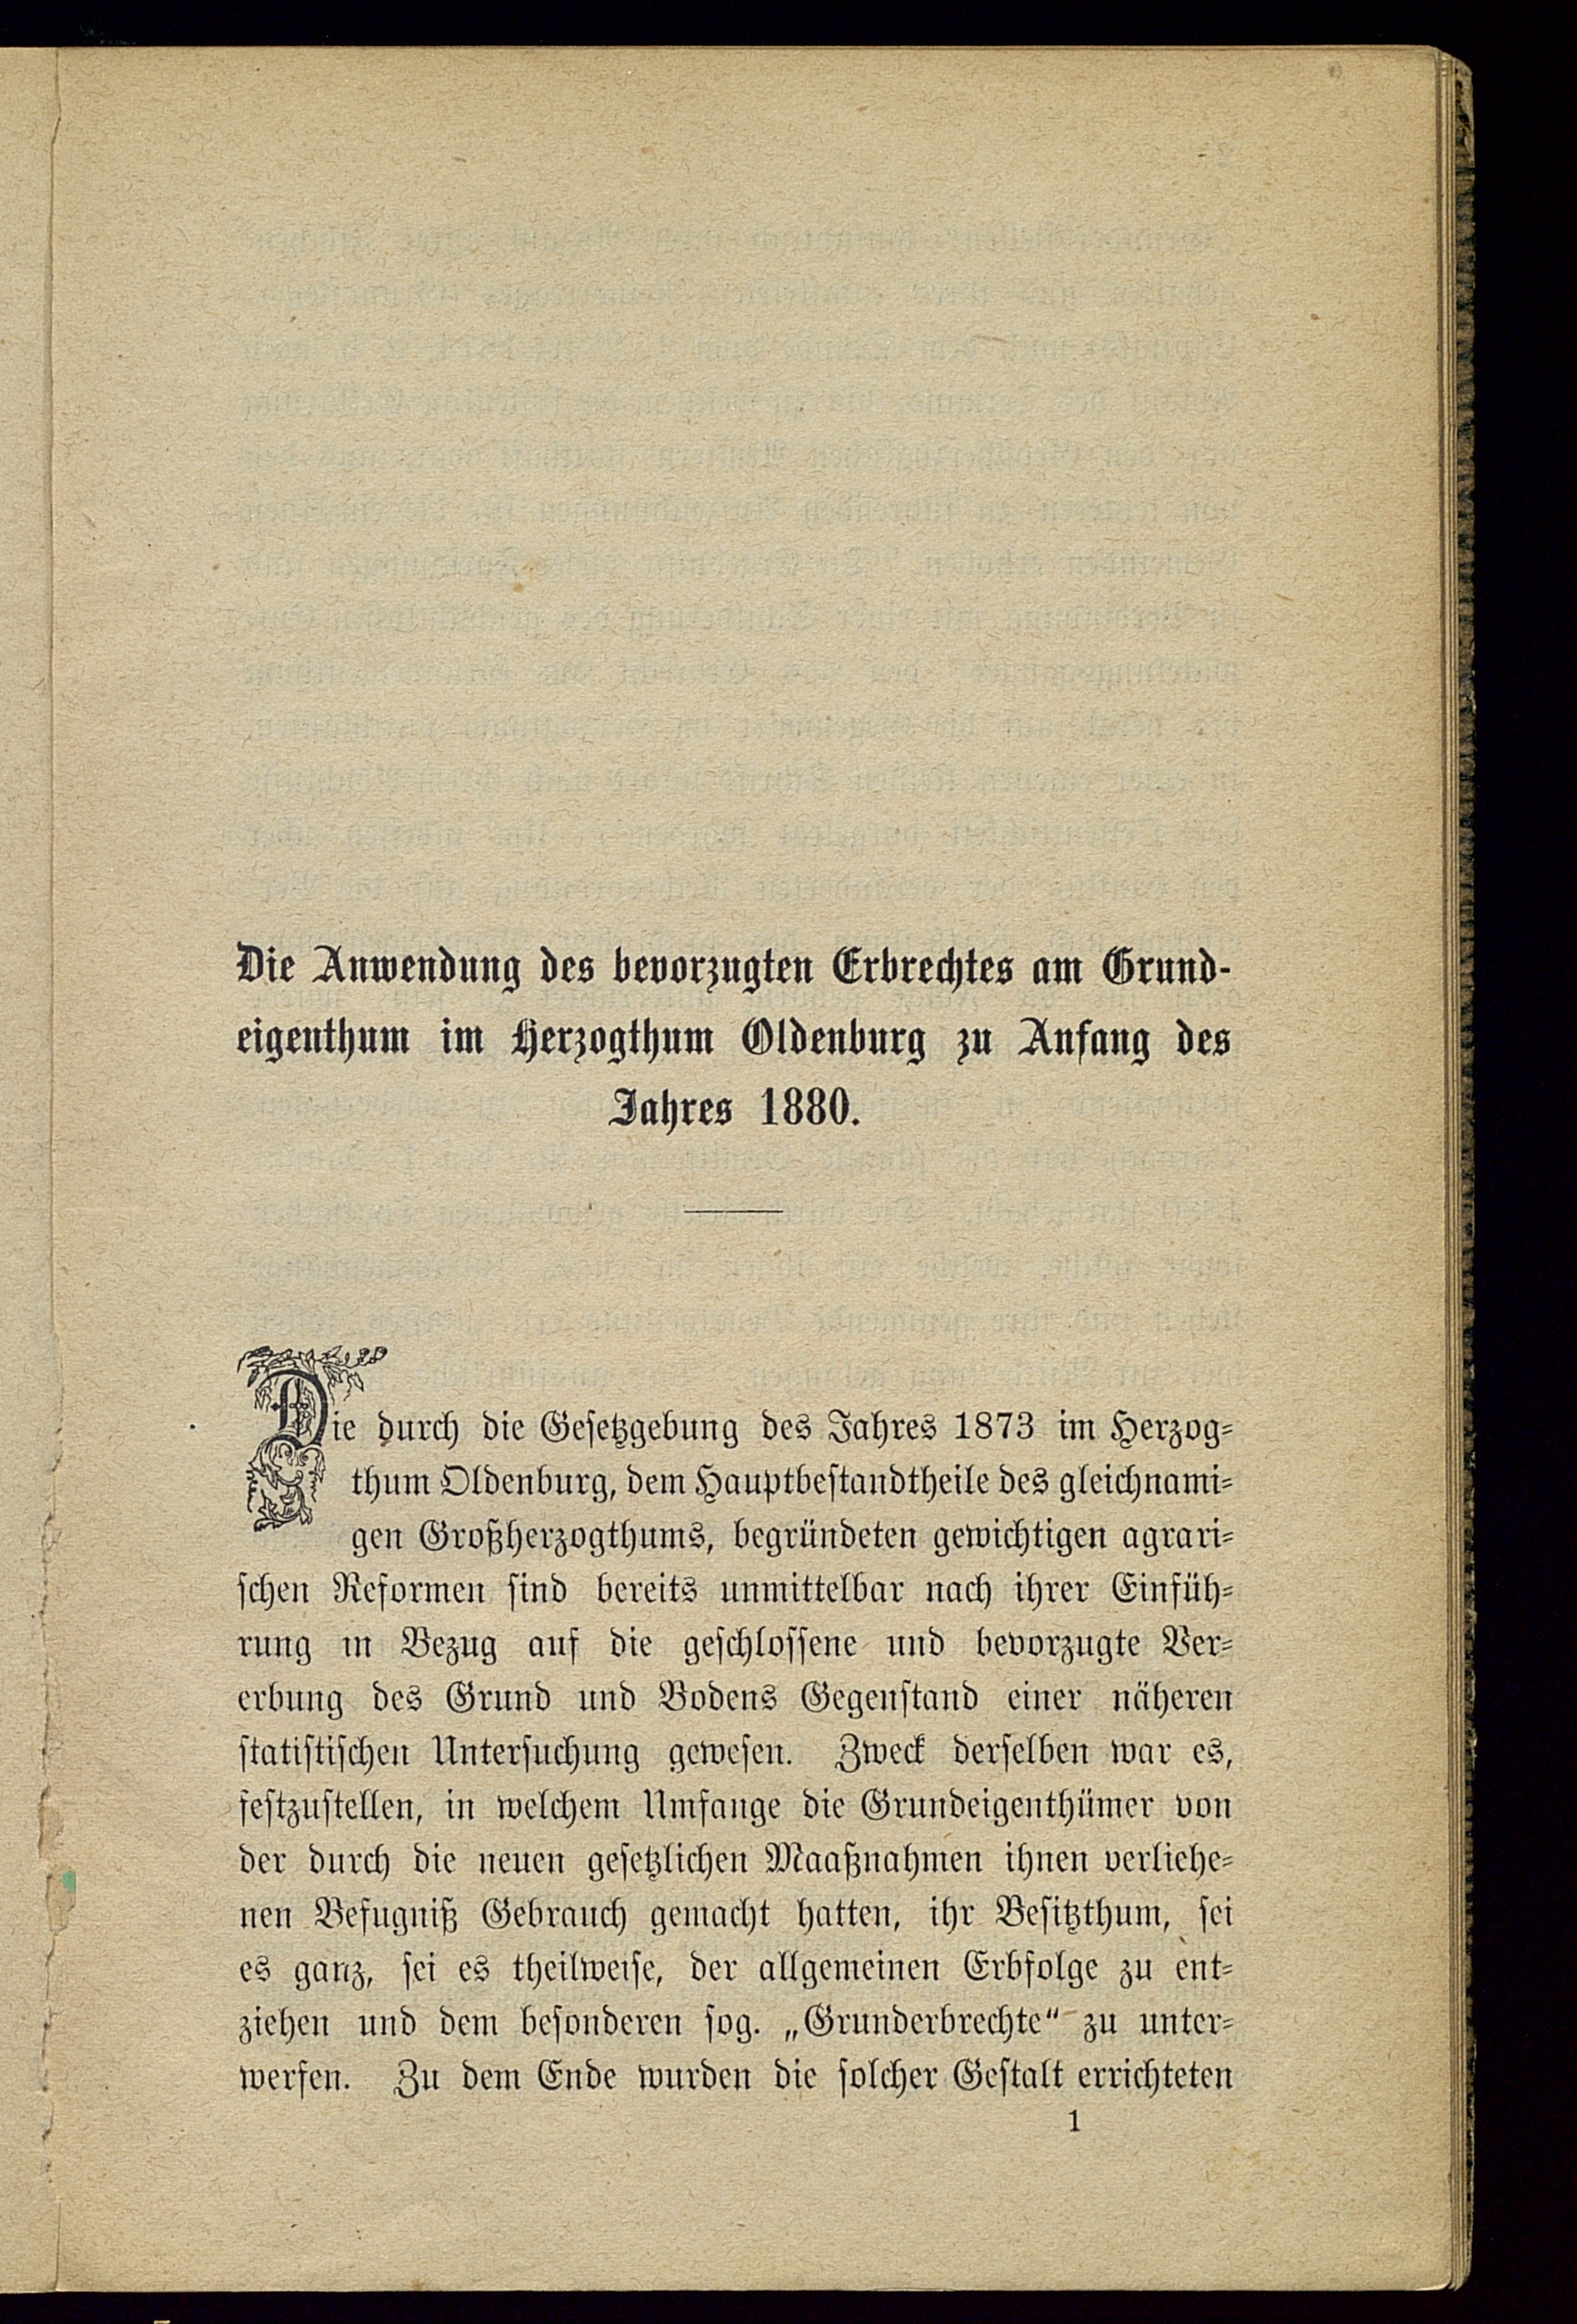 Die Anwendung des bevorzugten Erbrechtes am Grund-
eigenthum im Herzogthum Oldenburg zu Anfang des
Jahres 1880.
Die durch die Gesetzgebung des Jahres 1873 im Herzog-
thum Oldenburg, dem Hauptbestandtheile des gleichnami-
gen Großherzogthums, begründeten gewichtigen agrari-
schen Reformen sind bereits unmittelbar nach ihrer Einfüh-
rung in Bezug auf die geschlossene und bevorzugte Ver-
erbung des Grund und Bodens Gegenstand einer näheren
statistischen Untersuchung gewesen. Zweck derselben war es,
festzustellen, in welchem Umfange die Grundeigenthümer von
der durch die neuen gesetzlichen Maaßnahmen ihnen verliehe-
nen Befugniß Gebrauch gemacht hatten, ihr Besitzthum, sei
es ganz, sei es theilweise, der allgemeinen Erbfolge zu ent-
ziehen und dem besonderen sog. „Grunderbrechte“ zu unter-
werfen. Zu dem Ende wurden die solcher Gestalt errichteten
1